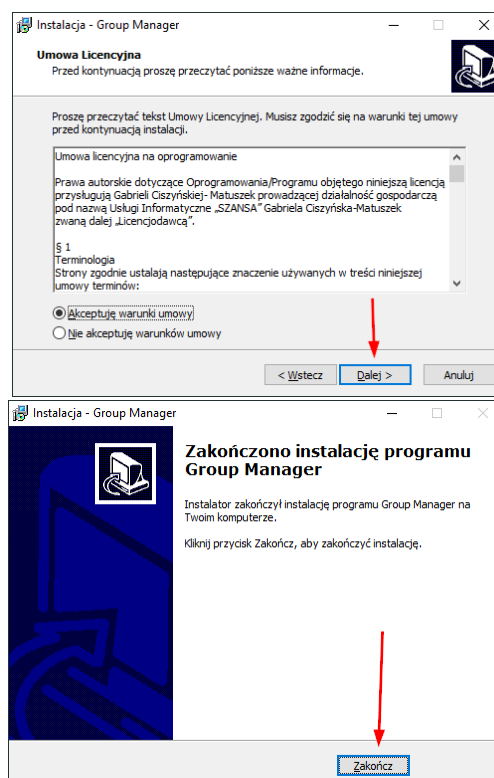 Instalacja - Group Manager
Umowa Licencyjna
Przed kontynuacją proszę przeczytać poniższe ważne informacje.
Proszę przeczytać tekst Umowy Licencyjnej. Musisz zgodzić się na warunki tej umowy
przed kontynuacją instalacji.
Umowa licencyjna na oprogramowanie
Prawa autorskie dotyczące Oprogramowania/Programu objętego niniejszą licencją
przysługują Gabrieli Ciszyńskiej- Matuszek prowadzącej działalność gospodarczą
pod nazwą Usługi Informatyczne „SZANSA” Gabriela Ciszyńska-Matuszek
zwaną dalej „Licencjodawcą”.
§ 1
Terminologia
Strony zgodnie ustalają następujące znaczenie używanych w treści niniejszej
umowy terminów:
Akceptuję warunki umowy
Nie akceptuję warunków umowy
< Wstecz Dalej > Anuluj
Instalacja - Group Manager
Zakończono instalację programu
Group Manager
Instalator zakończył instalację programu Group Manager na
Twoim komputerze.
Kliknij przycisk Zakończ, aby zakończyć instalację.
Zakończ